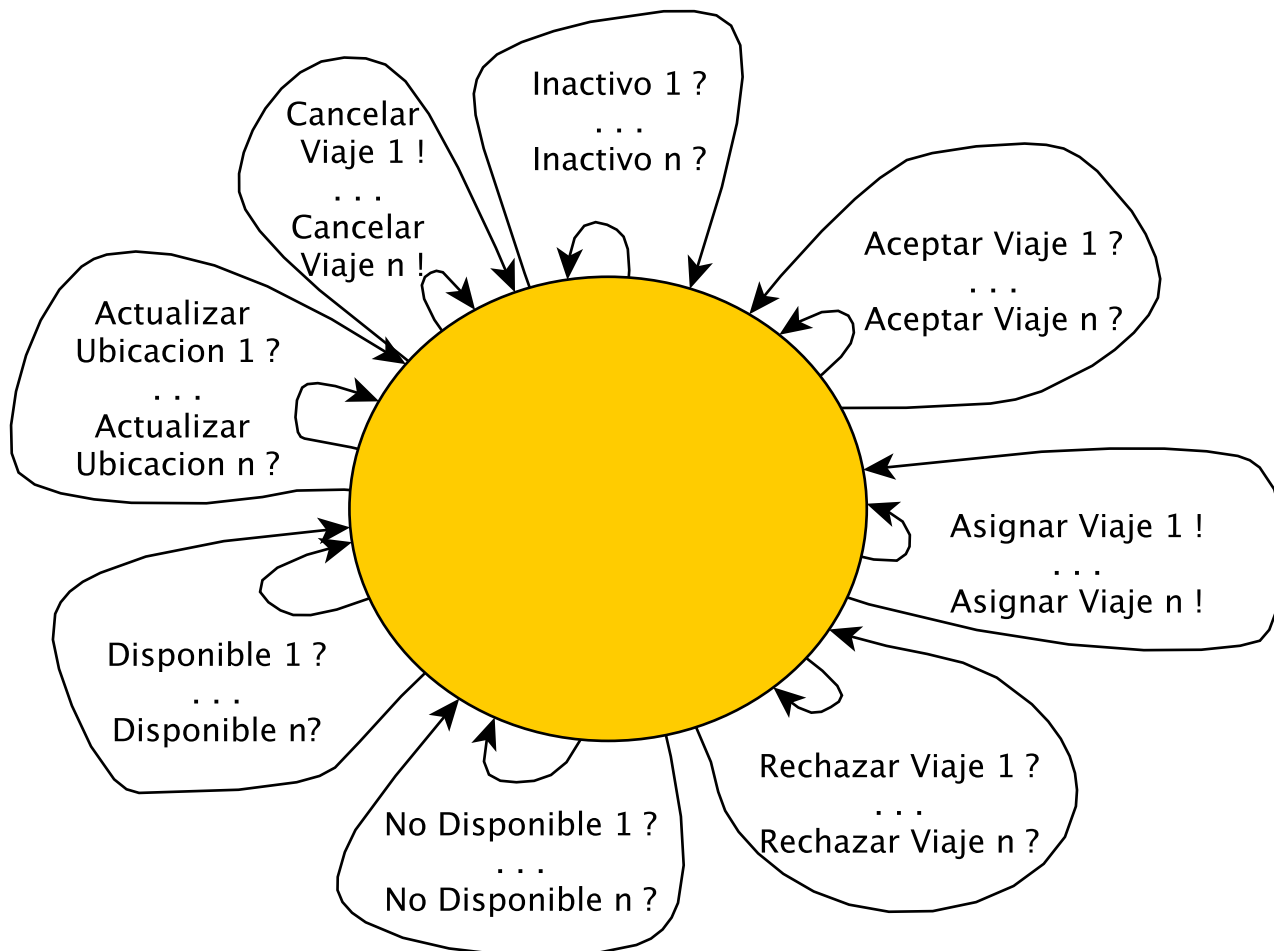 Inactivo 1 ?
. . .
Inactivo n ?
Cancelar
Viaje 1 !
. . .
Cancelar
Viaje n !
Aceptar Viaje 1 ?
. . .
Aceptar Viaje n ?
Actualizar
Ubicacion 1 ?
. . .
Actualizar
Ubicacion n ?
Asignar Viaje 1 !
. . .
Asignar Viaje n !
Disponible 1 ?
. . .
Disponible n?
Rechazar Viaje 1 ?
. . .
Rechazar Viaje n ?
No Disponible 1 ?
. . .
No Disponible n ?